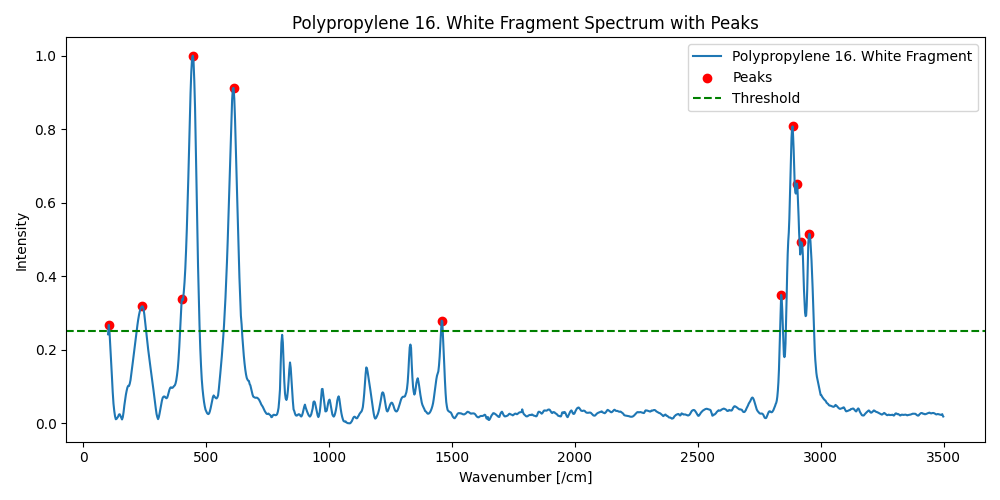 Polypropylene 16. White Fragment Spectrum with Peaks
Polypropylene 16. White Fragment
Peaks
Threshold
Intensity
1.0
0.8
0.6
0.4
0.2
0.0
0 500 1000 1500 2000 2500 3000 3500
Wavenumber [/cm]